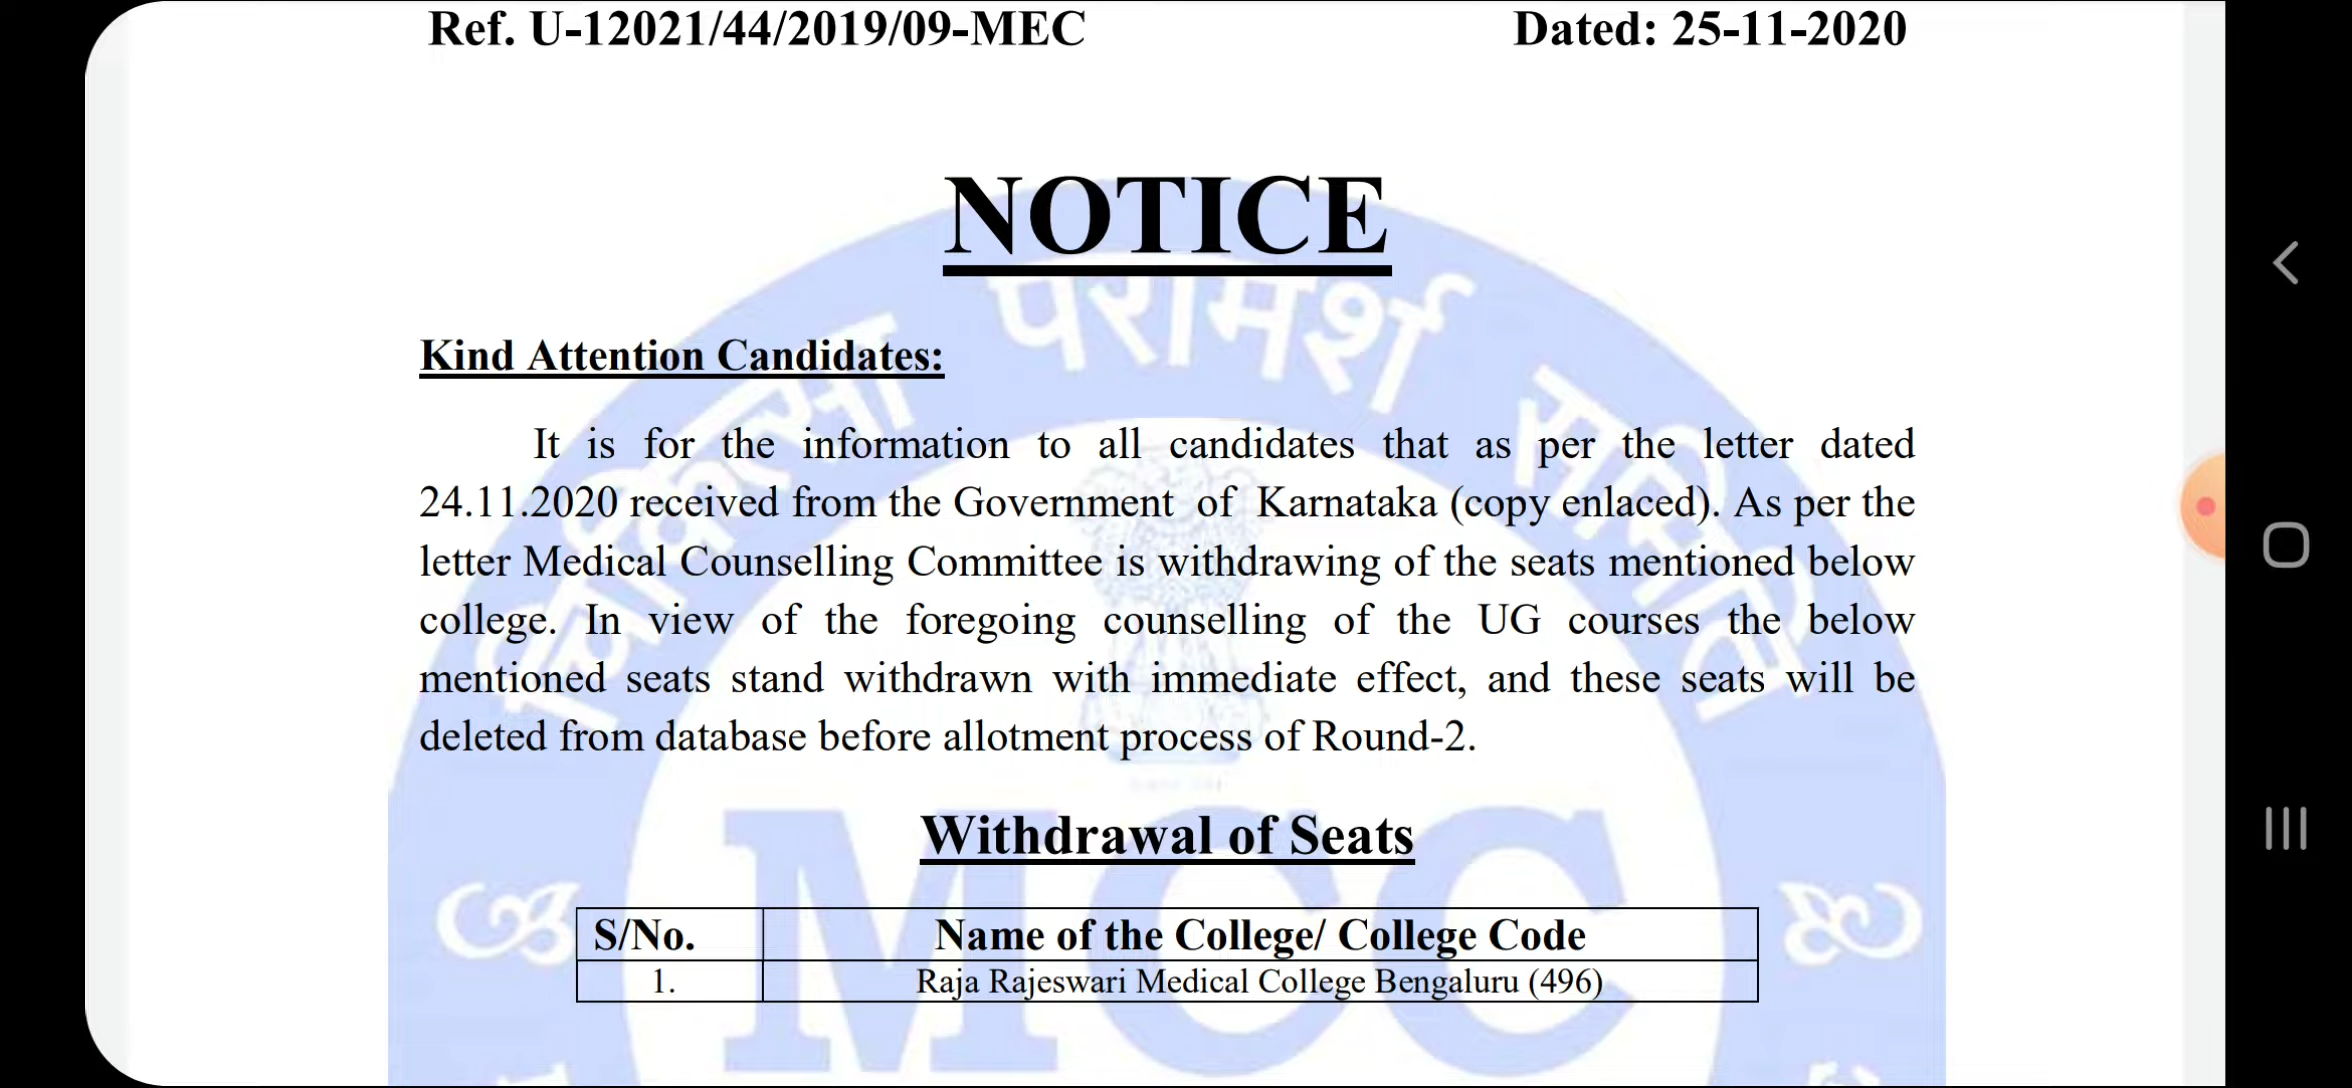 Ref. U-12021/44/2019/09-MEC Dated: 25-11-2020
NOTICE
चिकित्सा परामर्श समिति
Kind Attention Candidates:
It is for the information to all candidates that as per the letter dated
24.11.2020 received from the Government of Karnataka (copy enlaced). As per the
letter Medical Counselling Committee is withdrawing of the seats mentioned below
college. In view of the foregoing counselling of the UG courses the below
mentioned seats stand withdrawn with immediate effect, and these seats will be
deleted from database before allotment process of Round-2.
MCC
Withdrawal of Seats
S/No. Name of the College/ College Code
1. Raja Rajeswari Medical College Bengaluru (496)